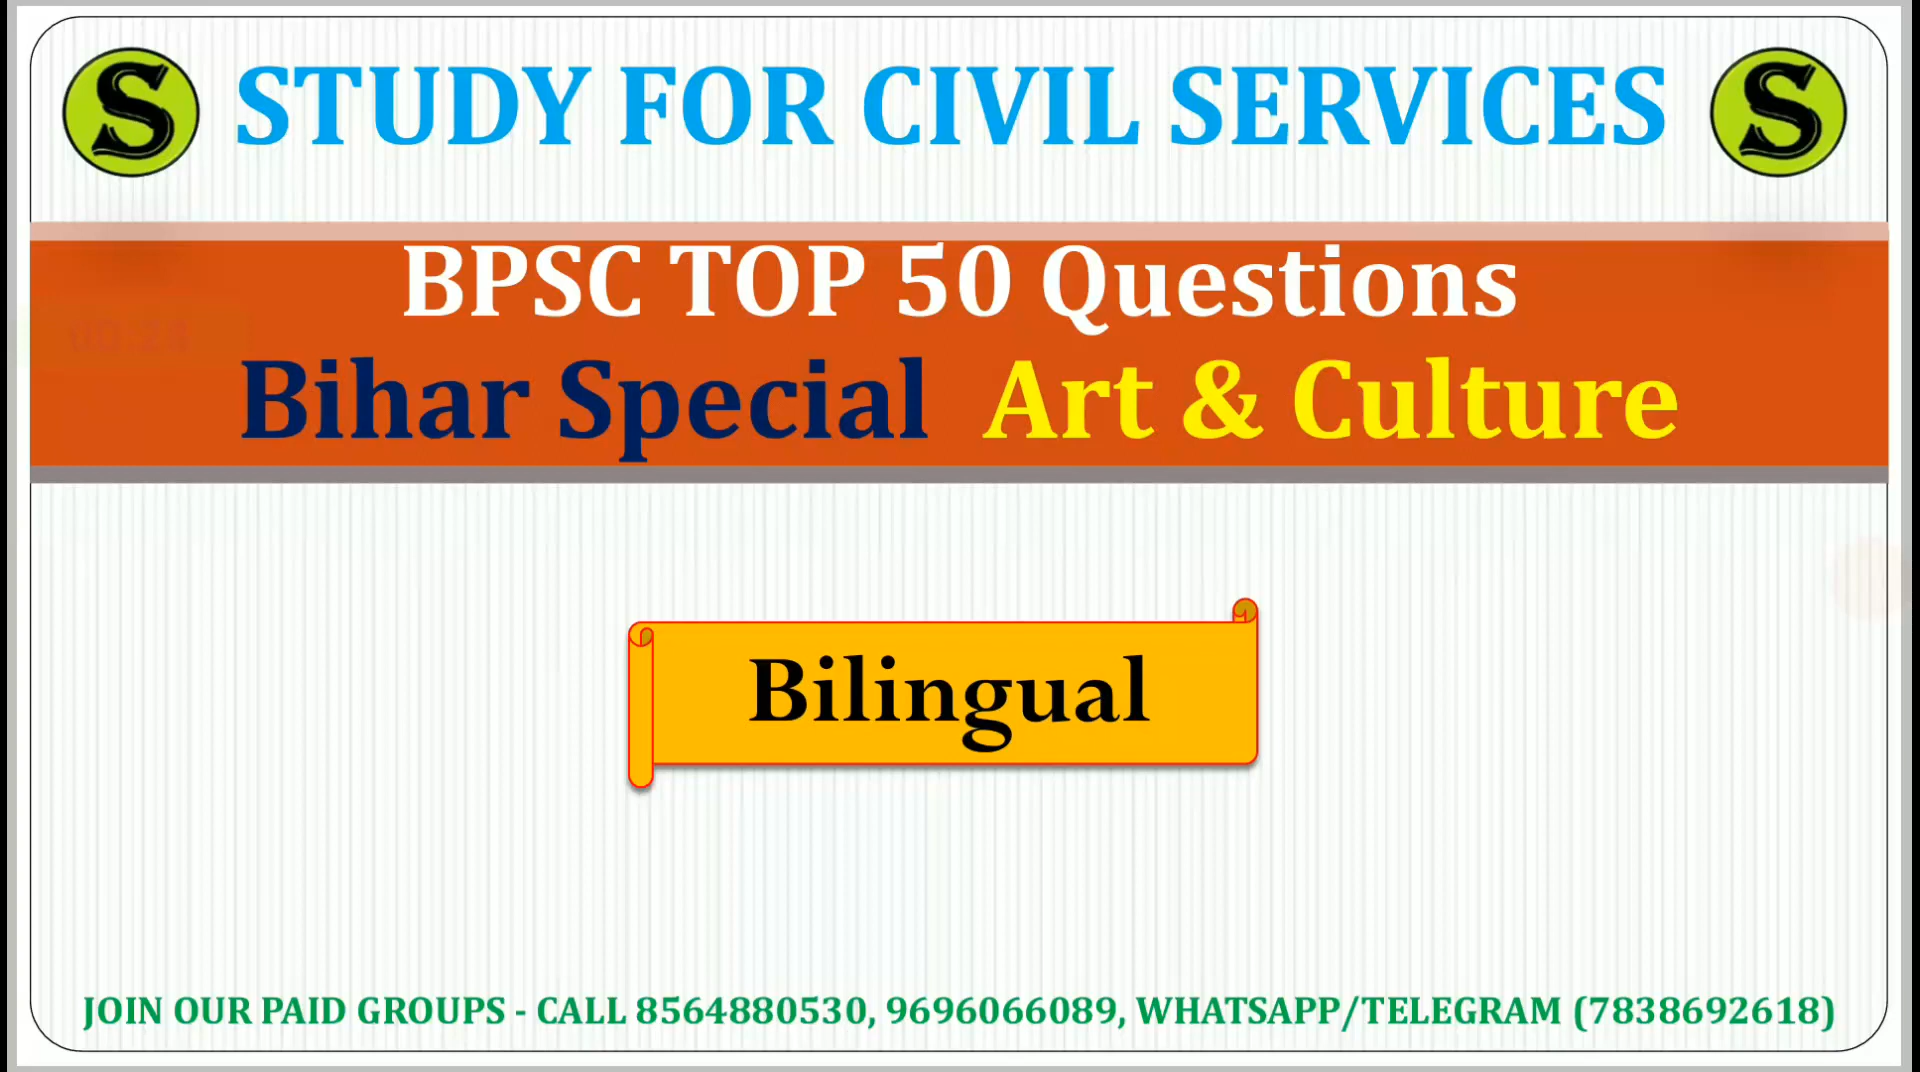 S STUDY FOR CIVIL SERVICES S
BPSC TOP 50 Questions
Bihar Special Art & Culture
Bilingual
JOIN OUR PAID GROUPS - CALL 8564880530, 9696066089, WHATSAPP/TELEGRAM (7838692618)